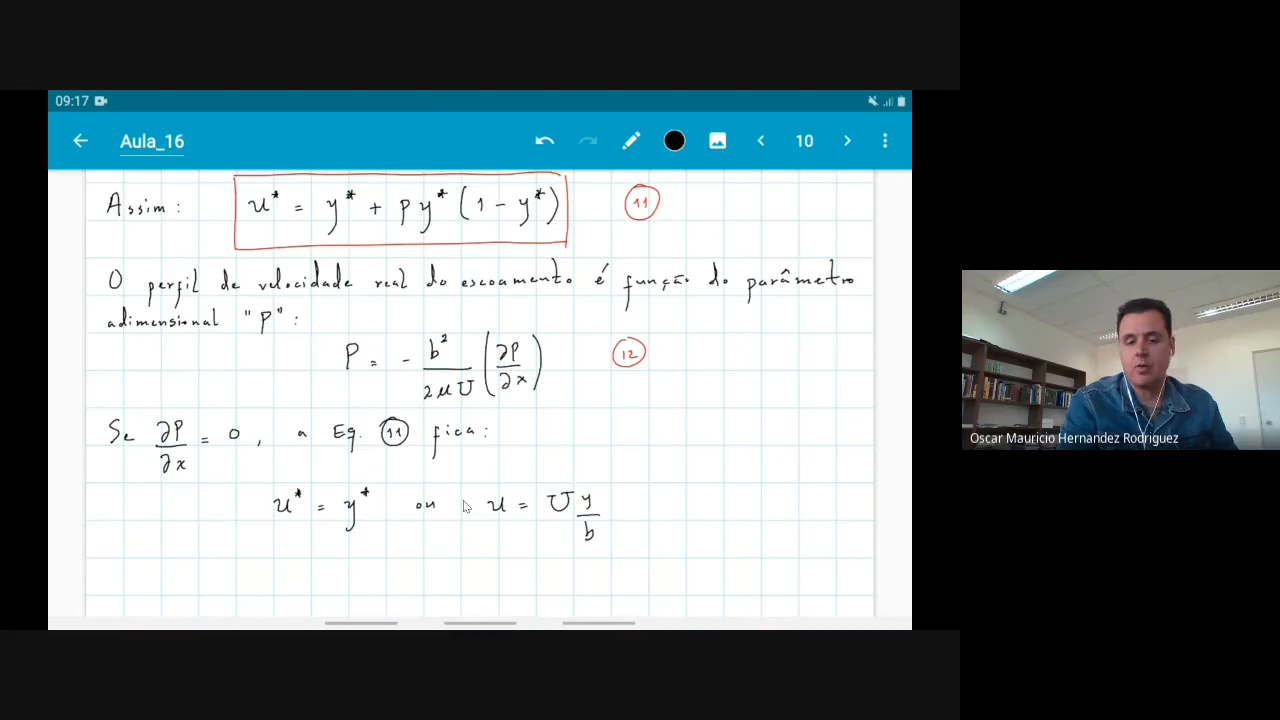 09:17
Aula_16
10
Assim: u* = y* + p y* (1 - y*) 11
O perfil de velocidade real do escoamento é função do parâmetro
adimensional "P":
P = - b²/2μU (∂P/∂x) 12
Se ∂P/∂x = 0, a Eq. 11 fica:
u* = y* ou u = U y/b
Oscar Mauricio Hernandez Rodriguez